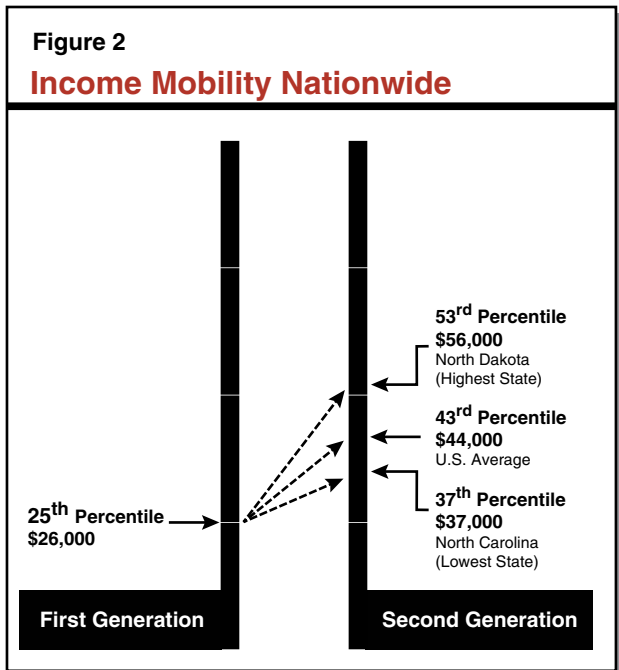 Figure 2
Income Mobility Nationwide
53rd Percentile
$56,000
North Dakota
(Highest State)
43rd Percentile
$44,000
U.S. Average
25th Percentile
$26,000
37th Percentile
$37,000
North Carolina
(Lowest State)
First Generation
Second Generation